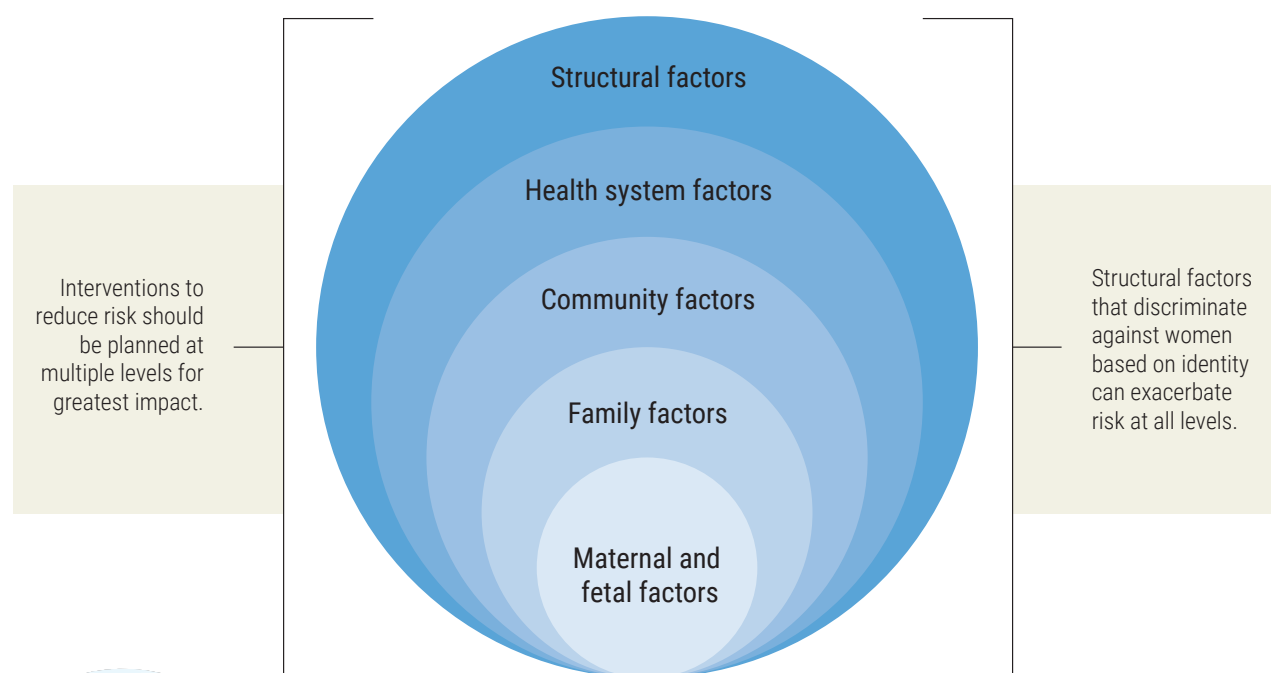 Structural factors
Health system factors
Community factors
Family factors
Maternal and
fetal factors
Interventions to
reduce risk should
be planned at
multiple levels for
greatest impact.
Structural factors
that discriminate
against women
based on identity
can exacerbate
risk at all levels.